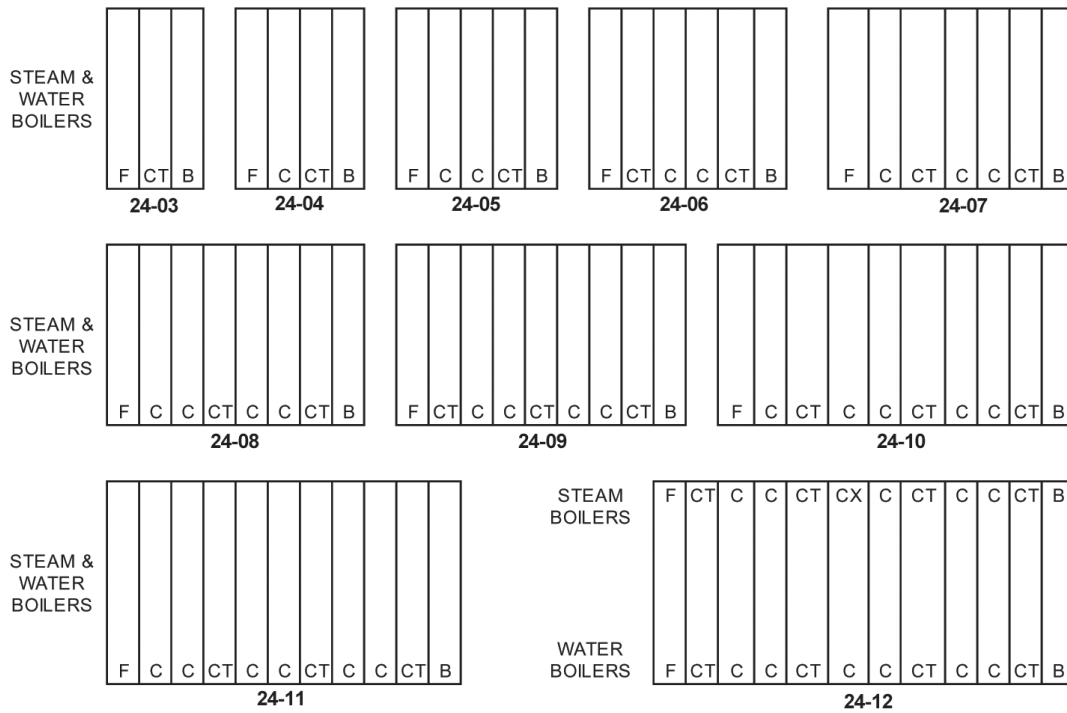 STEAM &
WATER
BOILERS
F CT B
F C CT B
F C C CT B
F CT C C CT B
F C CT C C CT B
24-03
24-04
24-05
24-06
24-07
STEAM &
WATER
BOILERS
F C C CT C C CT B
F CT C C CT C C CT B
F C CT C C CT C C CT B
24-08
24-09
24-10
STEAM &
WATER
BOILERS
F C C CT C C CT C C CT B
24-11
STEAM
BOILERS
F CT C C CT CX C CT C C CT B
WATER
BOILERS
F CT C C CT C C CT C C CT B
24-12